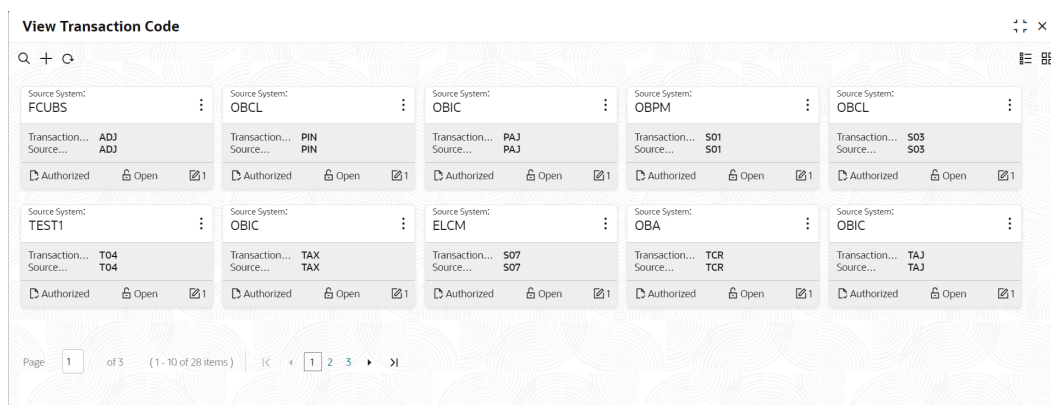 View Transaction Code
Source System:
FCUBS
Transaction... ADJ
Source... ADJ
Authorized Open 1
Source System:
OBCL
Transaction... PIN
Source... PIN
Authorized Open 1
Source System:
OBIC
Transaction... PAJ
Source... PAJ
Authorized Open 1
Source System:
OBPM
Transaction... S01
Source... S01
Authorized Open 1
Source System:
OBCL
Transaction... S03
Source... S03
Authorized Open 1
Source System:
TEST1
Transaction... T04
Source... T04
Authorized Open 1
Source System:
OBIC
Transaction... TAX
Source... TAX
Authorized Open 1
Source System:
ELCM
Transaction... S07
Source... S07
Authorized Open 1
Source System:
OBA
Transaction... TCR
Source... TCR
Authorized Open 1
Source System:
OBIC
Transaction... TAJ
Source... TAJ
Authorized Open 1
Page 1 of 3 (1 - 10 of 28 items) 1 2 3